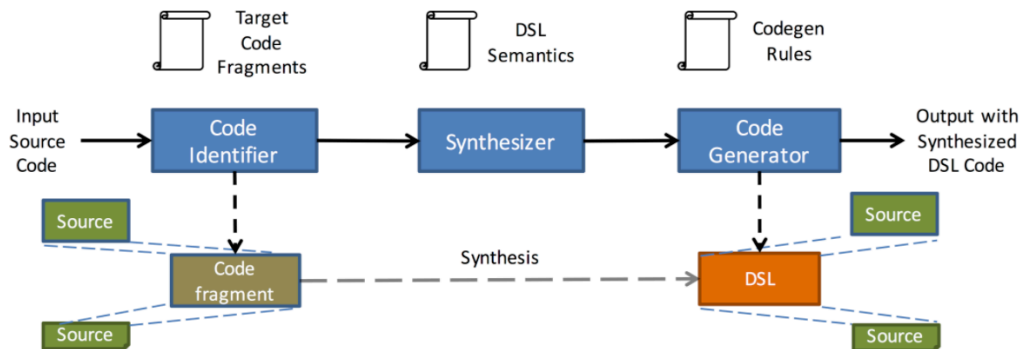 Target
Code
Fragments
DSL
Semantics
Codegen
Rules
Input
Source
Code
Code
Identifier
Synthesizer
Code
Generator
Output with
Synthesized
DSL Code
Source
Source
Code
fragment
Synthesis
DSL
Source
Source